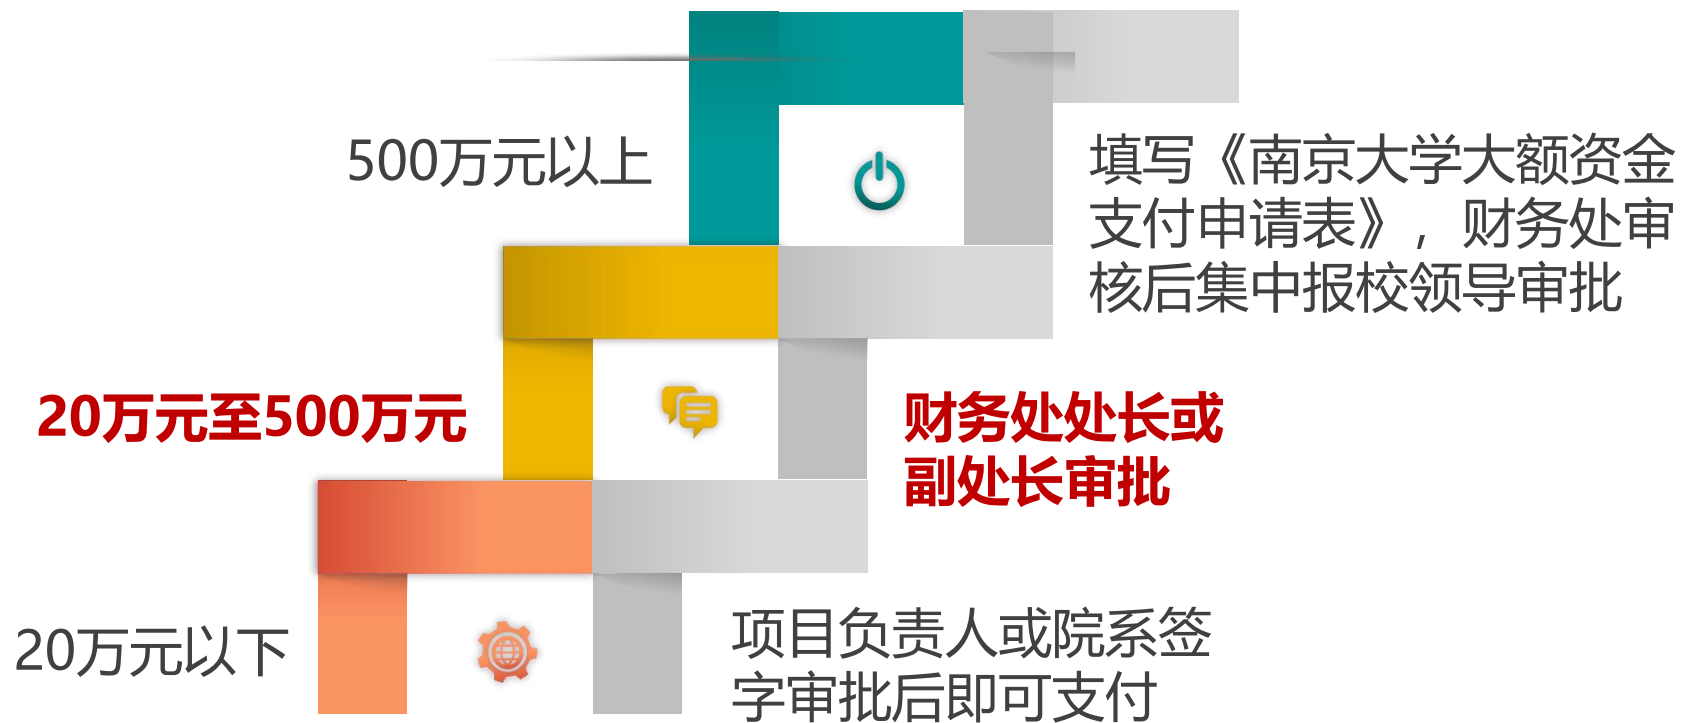 500万元以上
填写《南京大学大额资金
支付申请表》，财务处审
核后集中报校领导审批
20万元至500万元
财务处处长或
副处长审批
20万元以下
项目负责人或院系签
字审批后即可支付